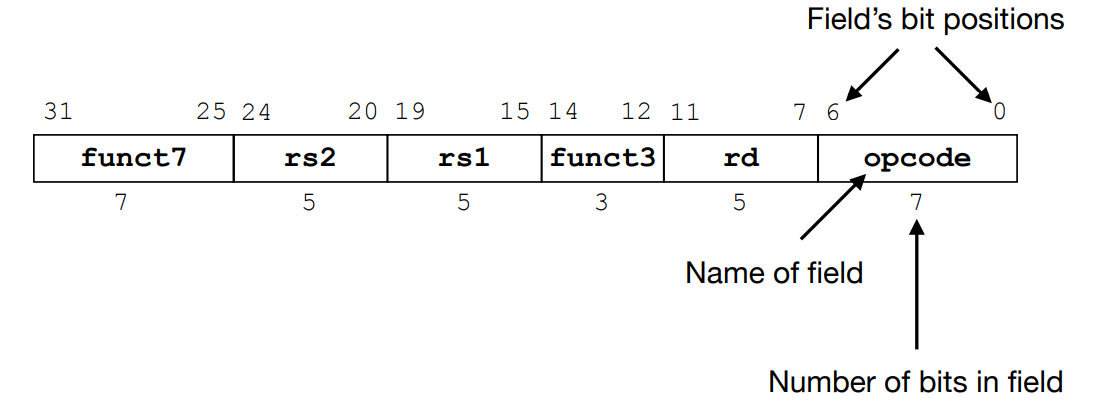 Field's bit positions
31 25 24 20 19 15 14 12 11 7 6 0
funct7 rs2 rs1 funct3 rd opcode
7 5 5 3 5 7
Name of field
Number of bits in field